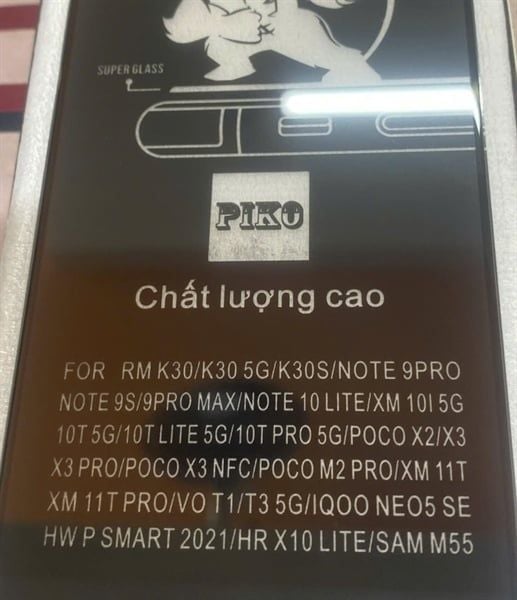 SUPER GLASS
PIKO
Chất lượng cao
FOR RM K30/K30 5G/K30S/NOTE 9PRO
NOTE 9S/9PRO MAX/NOTE 10 LITE/XM 10I 5G
10T 5G/10T LITE 5G/10T PRO 5G/POCO X2/X3
X3 PRO/POCO X3 NFC/POCO M2 PRO/XM 11T
XM 11T PRO/VO T1/T3 5G/IQOO NEO5 SE
HW P SMART 2021/HR X10 LITE/SAM M55